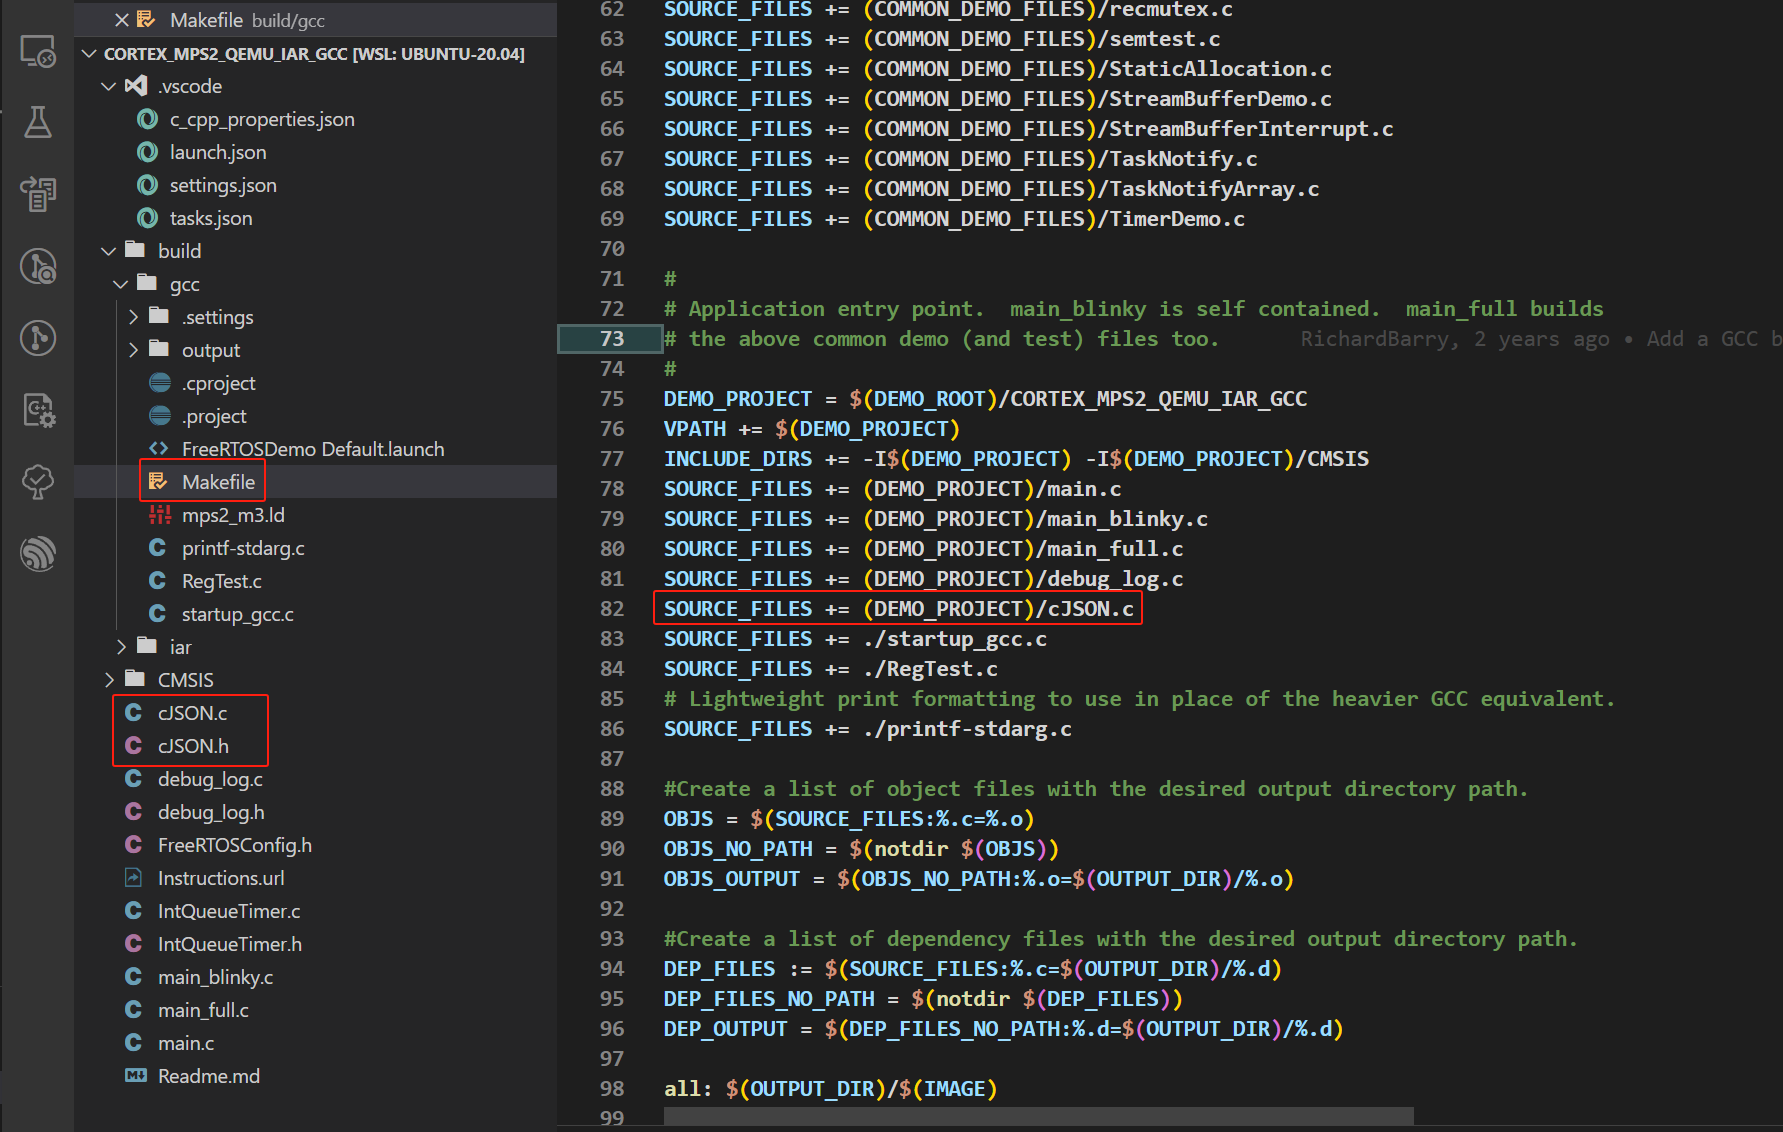 Makefile build/gcc
CORTEX_MPS2_QEMU_IAR_GCC [WSL: UBUNTU-20.04]
.vscode
c_cpp_properties.json
launch.json
settings.json
tasks.json
build
gcc
.settings
output
.cproject
.project
FreeRTOSDemo Default.launch
Makefile
mps2_m3.ld
printf-stdarg.c
RegTest.c
startup_gcc.c
iar
CMSIS
cJSON.c
cJSON.h
debug_log.c
debug_log.h
FreeRTOSConfig.h
Instructions.url
IntQueueTimer.c
IntQueueTimer.h
main_blinky.c
main_full.c
main.c
Readme.md
62 SOURCE_FILES += (COMMON_DEMO_FILES)/recmutex.c
63 SOURCE_FILES += (COMMON_DEMO_FILES)/semtest.c
64 SOURCE_FILES += (COMMON_DEMO_FILES)/StaticAllocation.c
65 SOURCE_FILES += (COMMON_DEMO_FILES)/StreamBufferDemo.c
66 SOURCE_FILES += (COMMON_DEMO_FILES)/StreamBufferInterrupt.c
67 SOURCE_FILES += (COMMON_DEMO_FILES)/TaskNotify.c
68 SOURCE_FILES += (COMMON_DEMO_FILES)/TaskNotifyArray.c
69 SOURCE_FILES += (COMMON_DEMO_FILES)/TimerDemo.c
70
71 #
72 # Application entry point.  main_blinky is self contained.  main_full builds
73 # the above common demo (and test) files too. RichardBarry, 2 years ago • Add a GCC b
74 #
75 DEMO_PROJECT = $(DEMO_ROOT)/CORTEX_MPS2_QEMU_IAR_GCC
76 VPATH += $(DEMO_PROJECT)
77 INCLUDE_DIRS += -I$(DEMO_PROJECT) -I$(DEMO_PROJECT)/CMSIS
78 SOURCE_FILES += (DEMO_PROJECT)/main.c
79 SOURCE_FILES += (DEMO_PROJECT)/main_blinky.c
80 SOURCE_FILES += (DEMO_PROJECT)/main_full.c
81 SOURCE_FILES += (DEMO_PROJECT)/debug_log.c
82 SOURCE_FILES += (DEMO_PROJECT)/cJSON.c
83 SOURCE_FILES += ./startup_gcc.c
84 SOURCE_FILES += ./RegTest.c
85 # Lightweight print formatting to use in place of the heavier GCC equivalent.
86 SOURCE_FILES += ./printf-stdarg.c
87
88 #Create a list of object files with the desired output directory path.
89 OBJS = $(SOURCE_FILES:%.c=%.o)
90 OBJS_NO_PATH = $(notdir $(OBJS))
91 OBJS_OUTPUT = $(OBJS_NO_PATH:%.o=$(OUTPUT_DIR)/%.o)
92
93 #Create a list of dependency files with the desired output directory path.
94 DEP_FILES := $(SOURCE_FILES:%.c=$(OUTPUT_DIR)/%.d)
95 DEP_FILES_NO_PATH = $(notdir $(DEP_FILES))
96 DEP_OUTPUT = $(DEP_FILES_NO_PATH:%.d=$(OUTPUT_DIR)/%.d)
97
98 all: $(OUTPUT_DIR)/$(IMAGE)
99